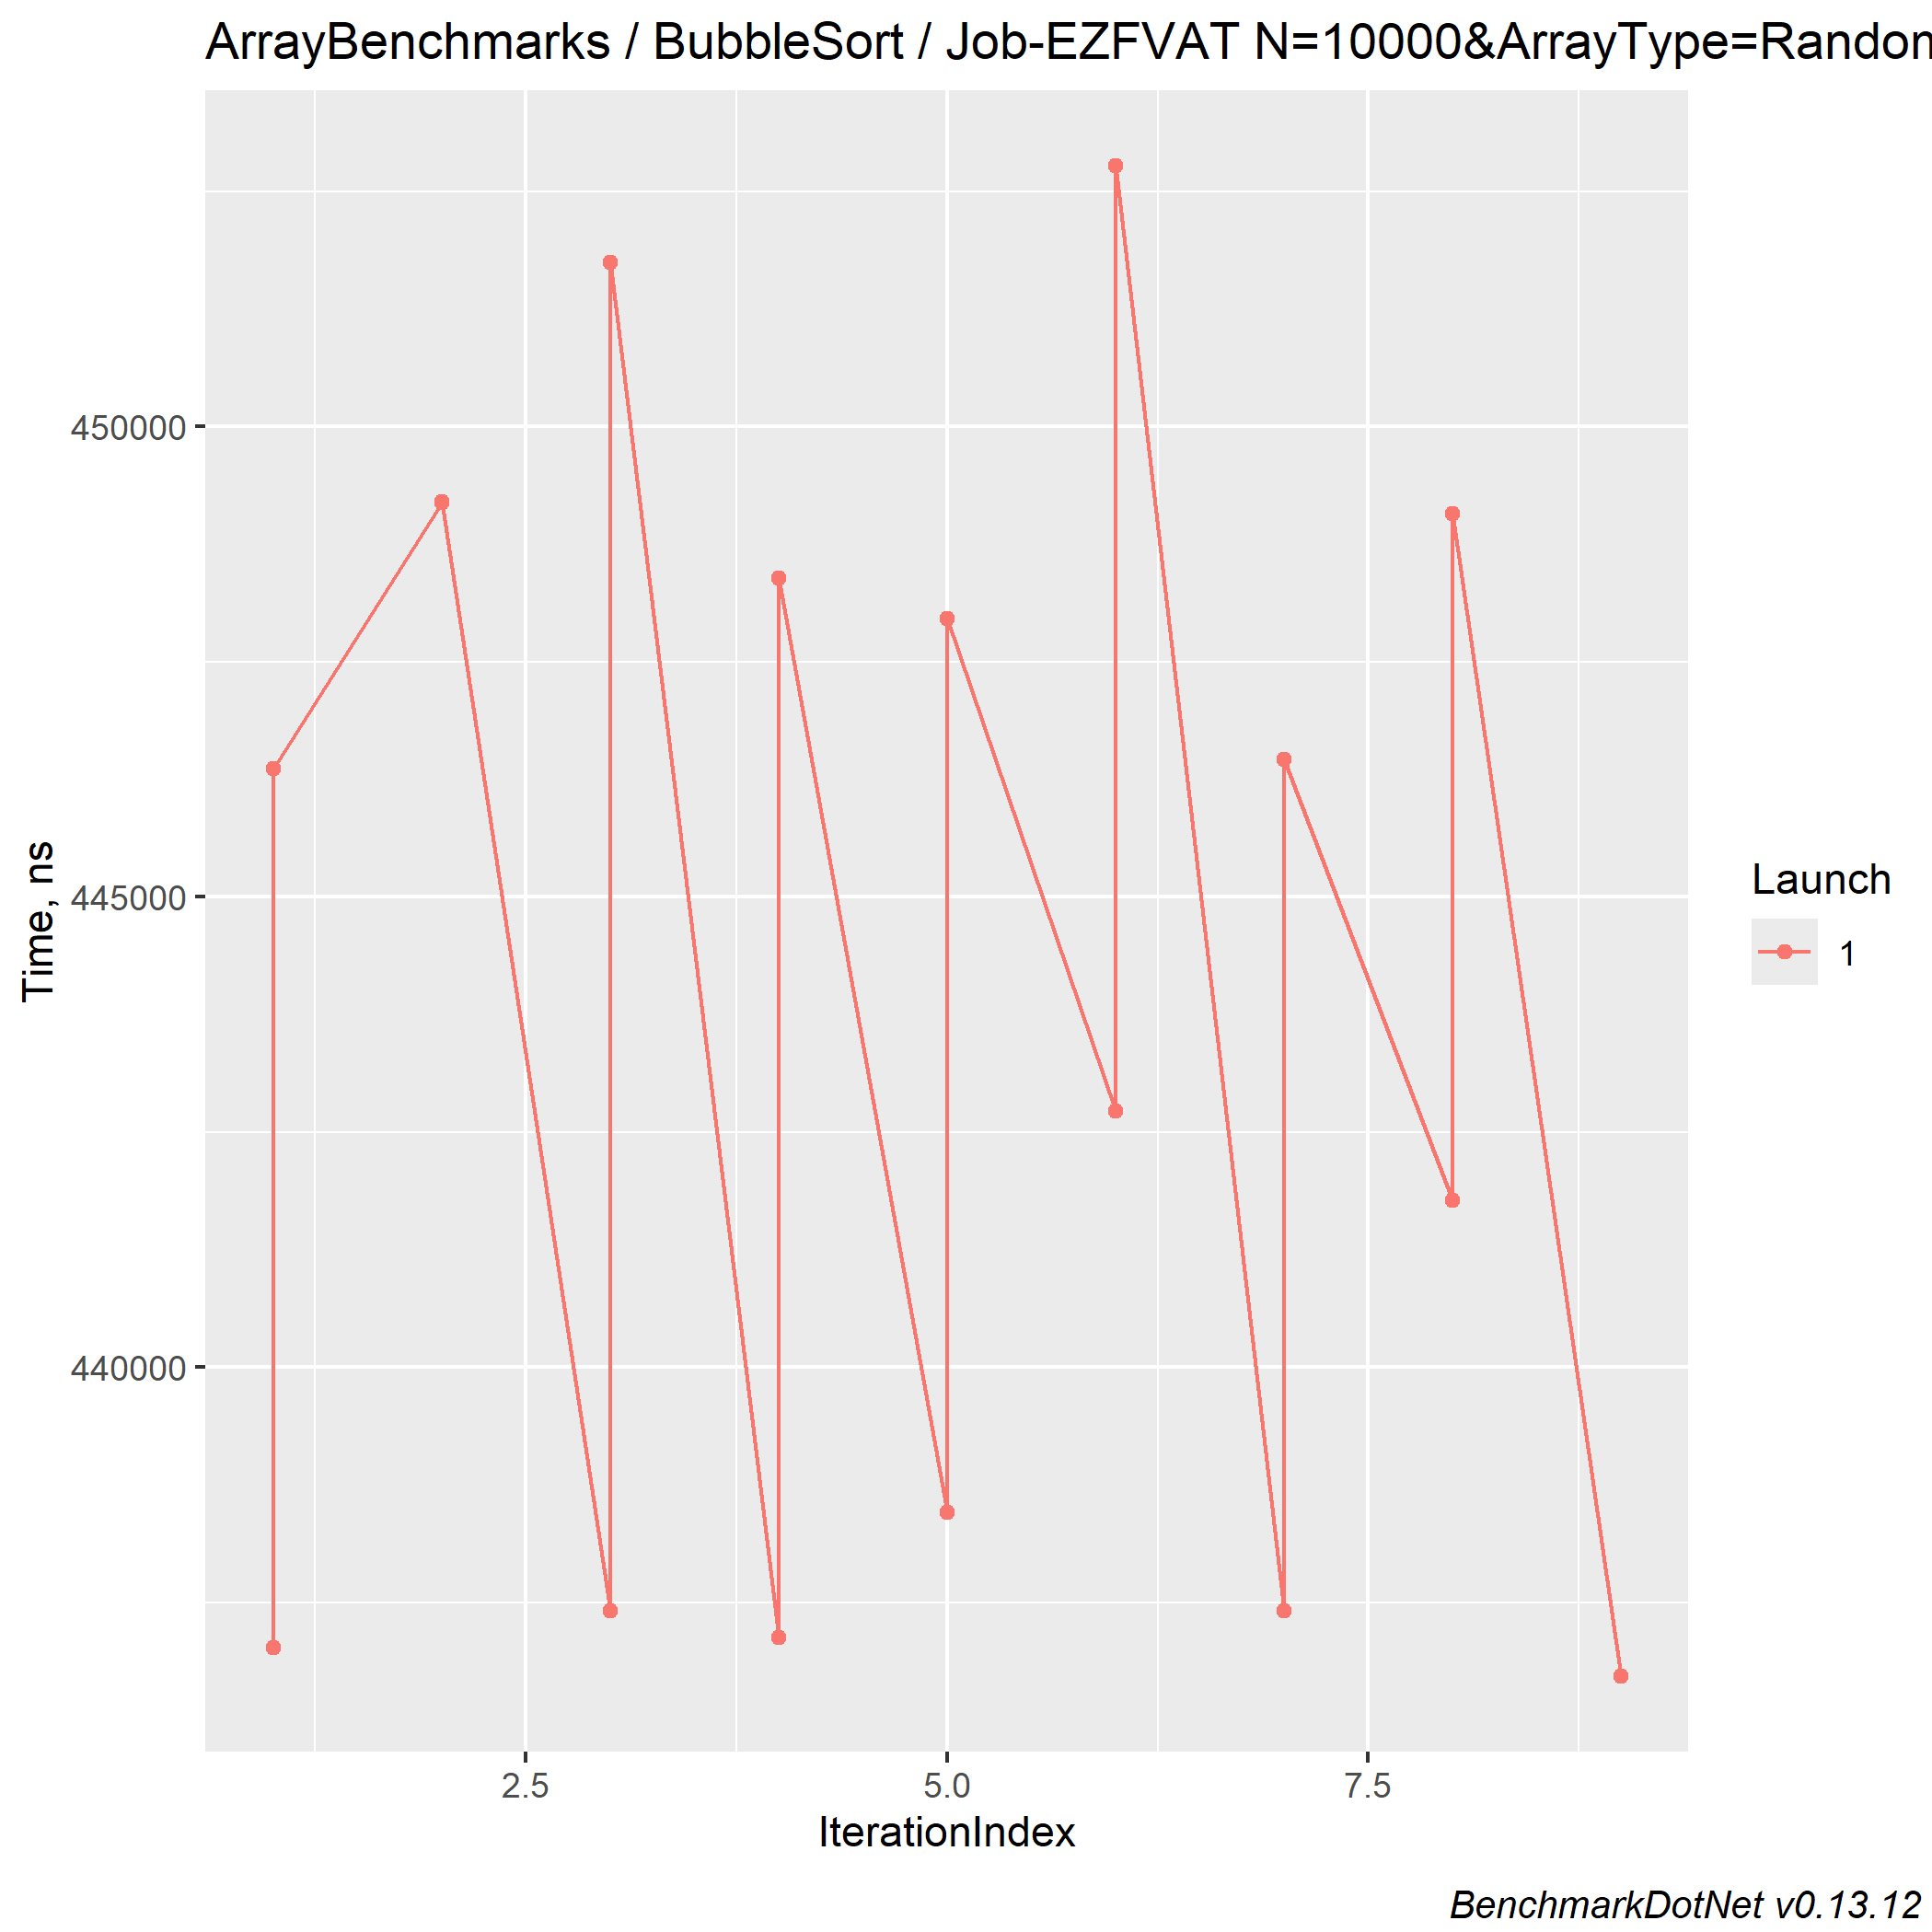 ArrayBenchmarks / BubbleSort / Job-EZFVAT N=10000&ArrayType=Random
Time, ns
450000
445000
440000
2.5 5.0 7.5
IterationIndex
Launch
1
BenchmarkDotNet v0.13.12